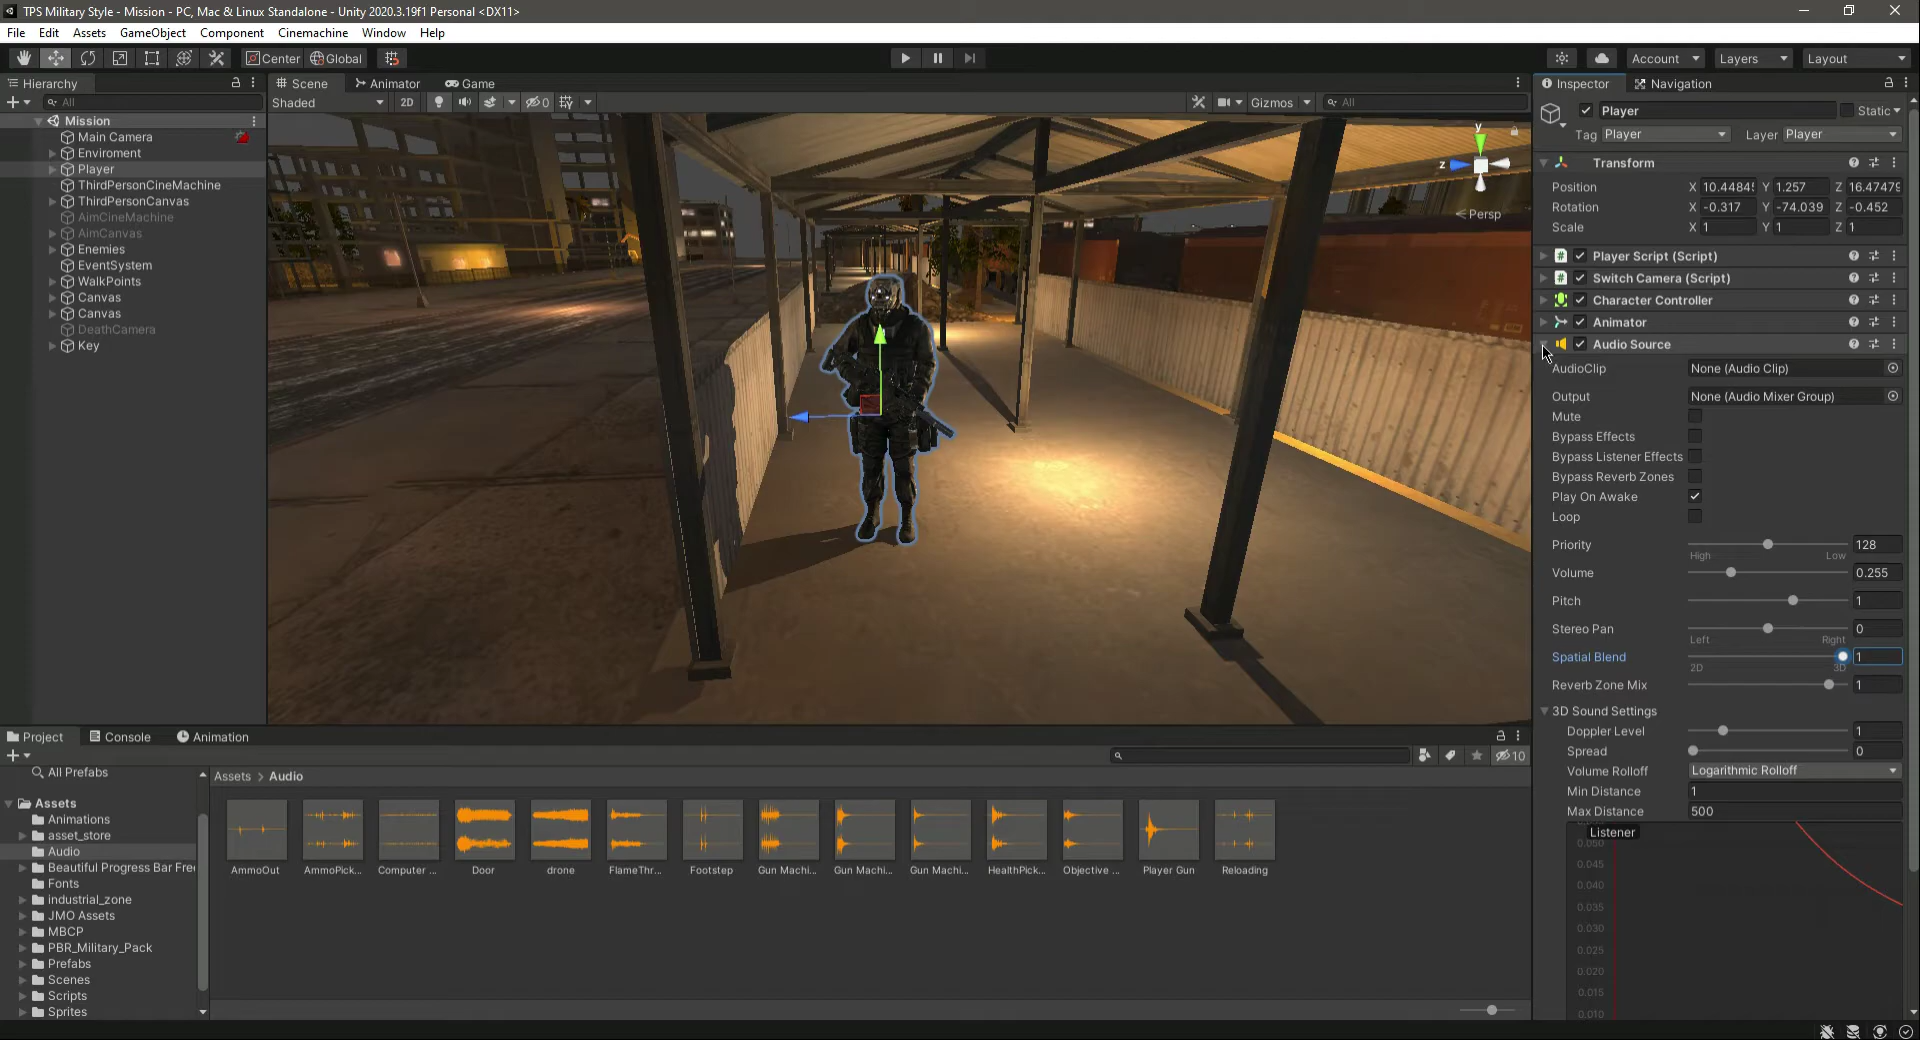 TPS Military Style - Mission - PC, Mac & Linux Standalone - Unity 2020.3.19f1 Personal <DX11>
File Edit Assets GameObject Component Cinemachine Window Help
Center Global Account Layers Layout
Hierarchy
All
Mission
Main Camera
Enviroment
Player
ThirdPersonCineMachine
ThirdPersonCanvas
AimCineMachine
AimCanvas
Enemies
EventSystem
WalkPoints
Canvas
Canvas
DeathCamera
Key
Scene Animator Game
Shaded 2D 0 Gizmos All
y
z
Persp
Inspector Navigation
Player Static
Tag Player Layer Player
Transform
Position X 10.4484 Y 1.257 Z 16.4747
Rotation X -0.317 Y -74.039 Z -0.452
Scale X 1 Y 1 Z 1
Player Script (Script)
Switch Camera (Script)
Character Controller
Animator
Audio Source
AudioClip None (Audio Clip)
Output None (Audio Mixer Group)
Mute
Bypass Effects
Bypass Listener Effects
Bypass Reverb Zones
Play On Awake
Loop
Priority 128
High Low
Volume 0.255
Pitch 1
Stereo Pan 0
Left Right
Spatial Blend 1
2D 3D
Reverb Zone Mix 1
3D Sound Settings
Doppler Level 1
Spread 0
Volume Rolloff Logarithmic Rolloff
Min Distance 1
Max Distance 500
Listener
0.050
0.045
0.040
0.035
0.030
0.025
0.020
0.015
0.010
Project Console Animation
10
All Prefabs
Assets
Animations
asset_store
Audio
Beautiful Progress Bar Free
Fonts
industrial_zone
JMO Assets
MBCP
PBR_Military_Pack
Prefabs
Scenes
Scripts
Sprites
Assets > Audio
AmmoOut AmmoPick... Computer ... Door drone FlameThr... Footstep Gun Machi... Gun Machi... Gun Machi... HealthPick... Objective ... Player Gun Reloading